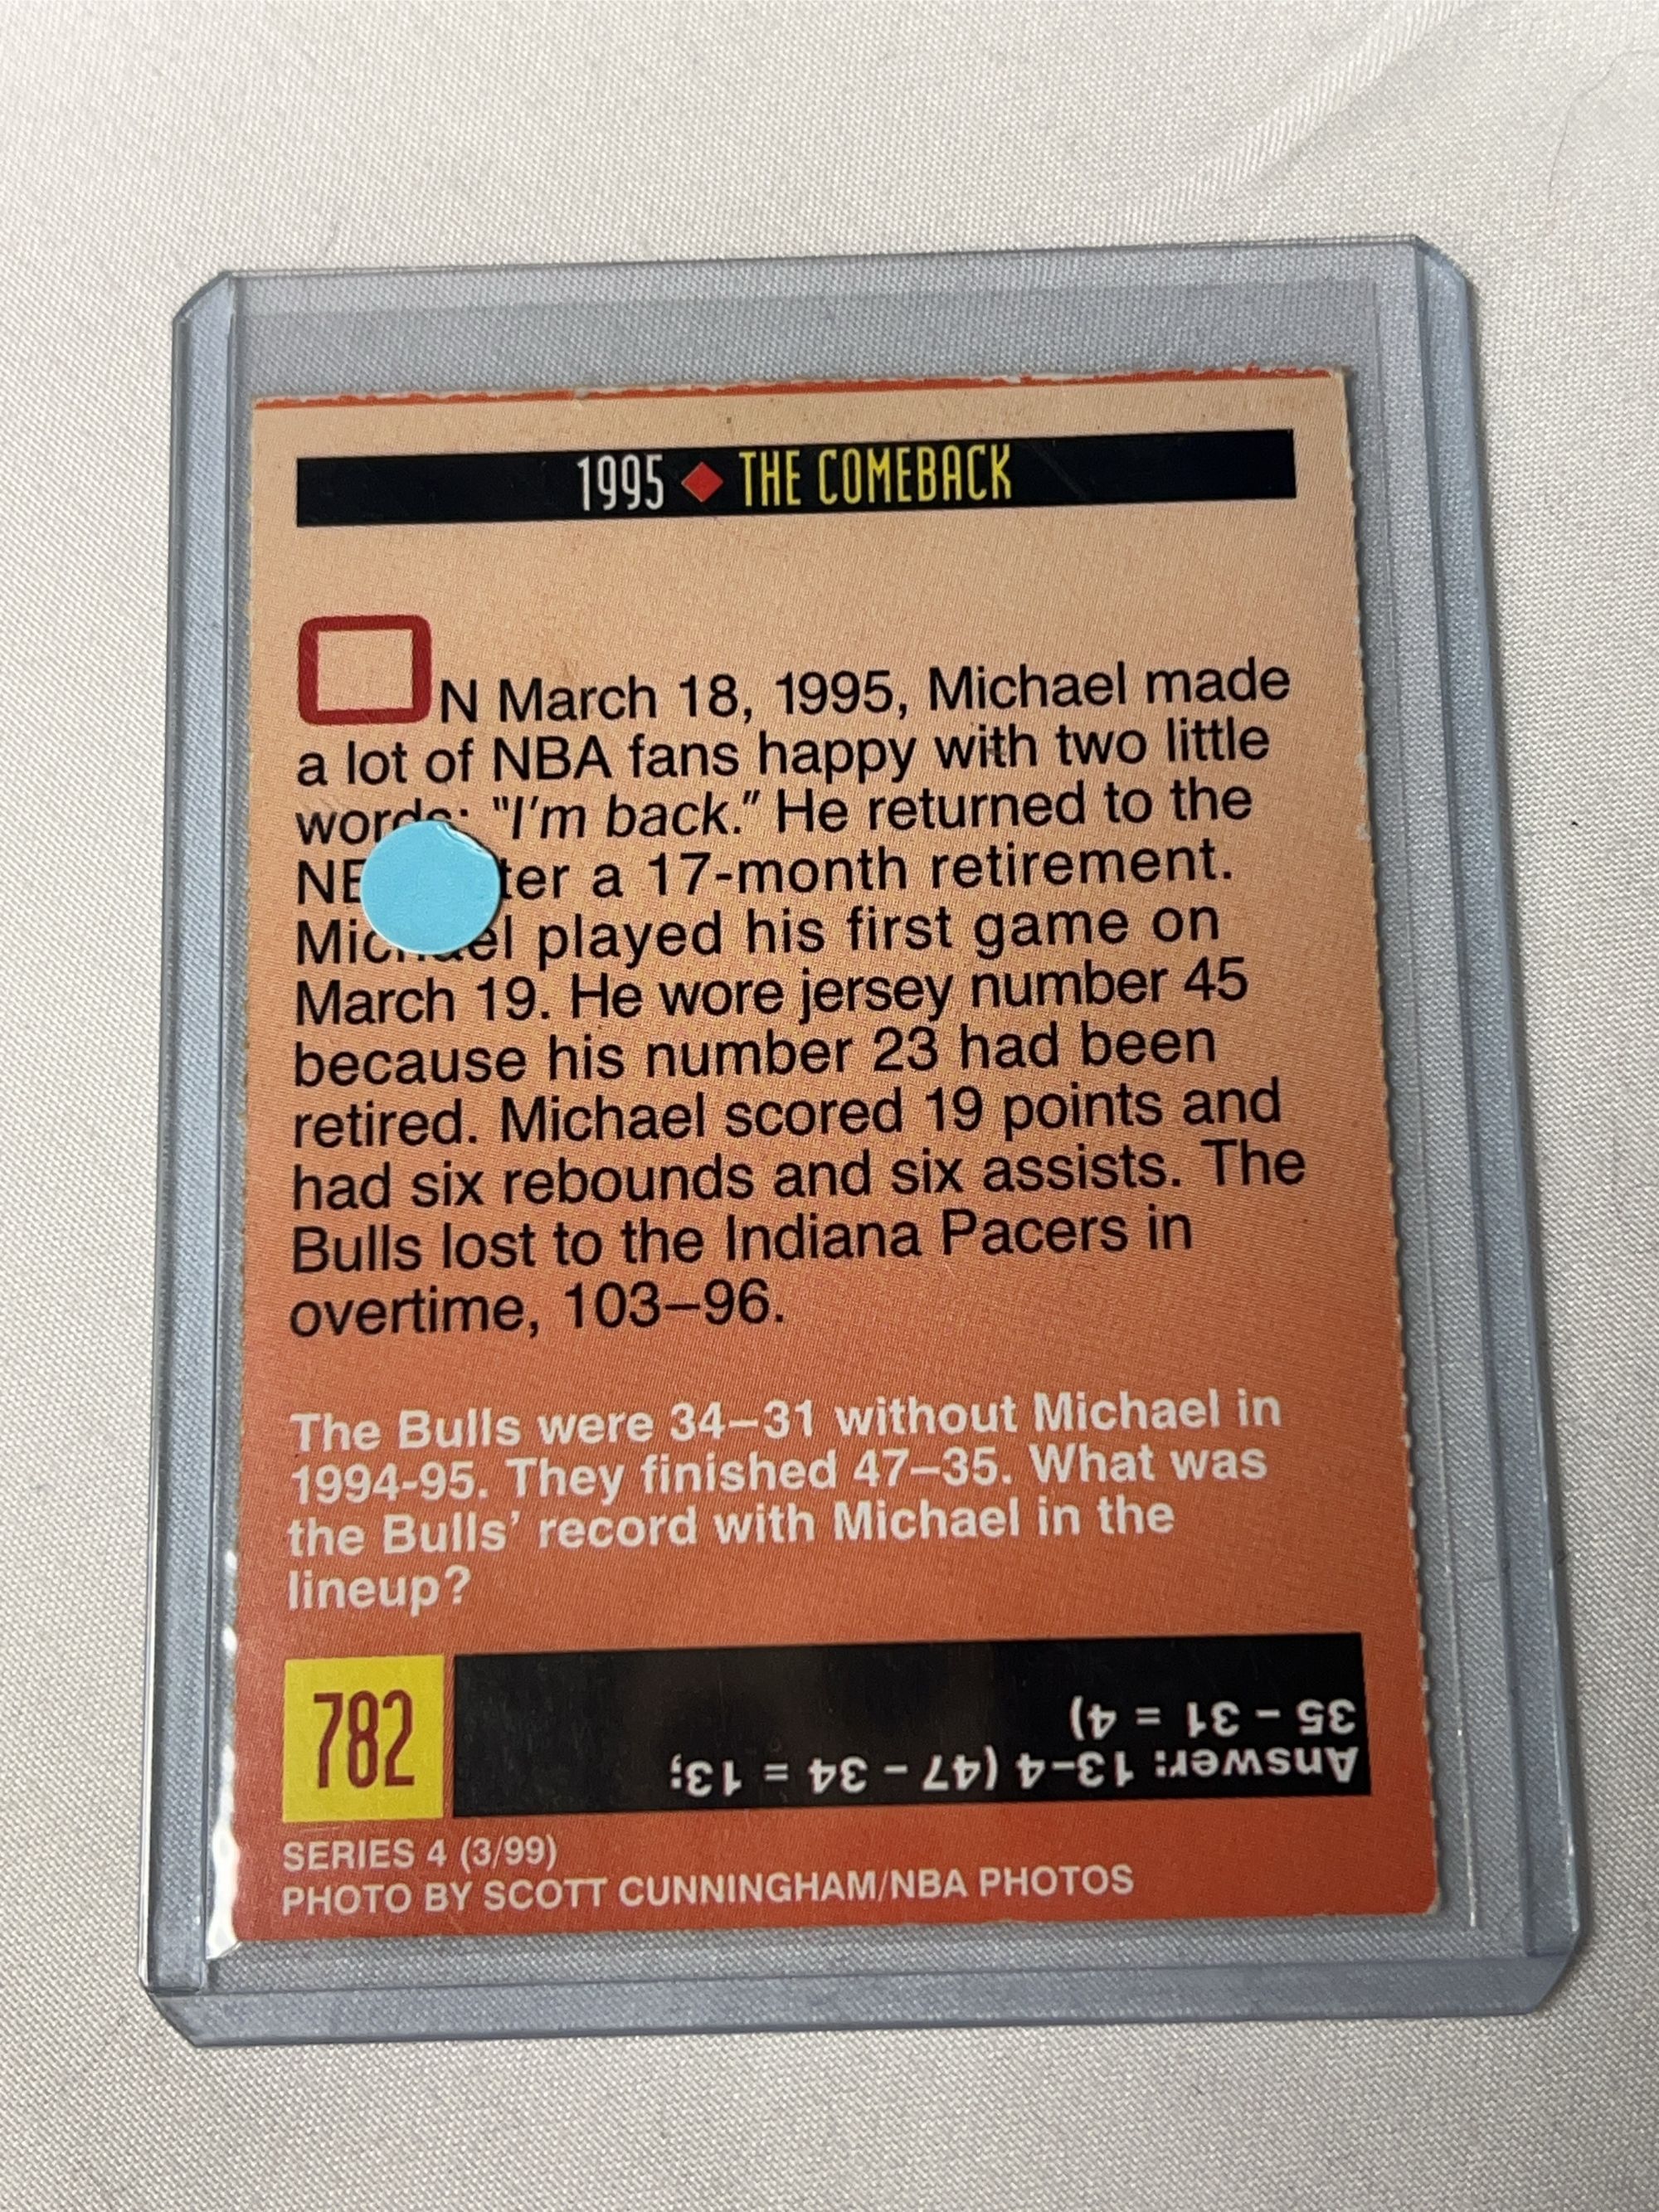 1995 ♦ THE COMEBACK
ON March 18, 1995, Michael made
a lot of NBA fans happy with two little
words: "I'm back." He returned to the
a 17-month retirement.
played his first game on
March 19. He wore jersey number 45
because his number 23 had been
retired. Michael scored 19 points and
had six rebounds and six assists. The
Bulls lost to the Indiana Pacers in
overtime, 103–96.
The Bulls were 34–31 without Michael in
1994-95. They finished 47–35. What was
the Bulls' record with Michael in the
lineup?
782
Answer: 13–4 (47 – 34 = 13;
35 – 31 = 4)
SERIES 4 (3/99)
PHOTO BY SCOTT CUNNINGHAM/NBA PHOTOS